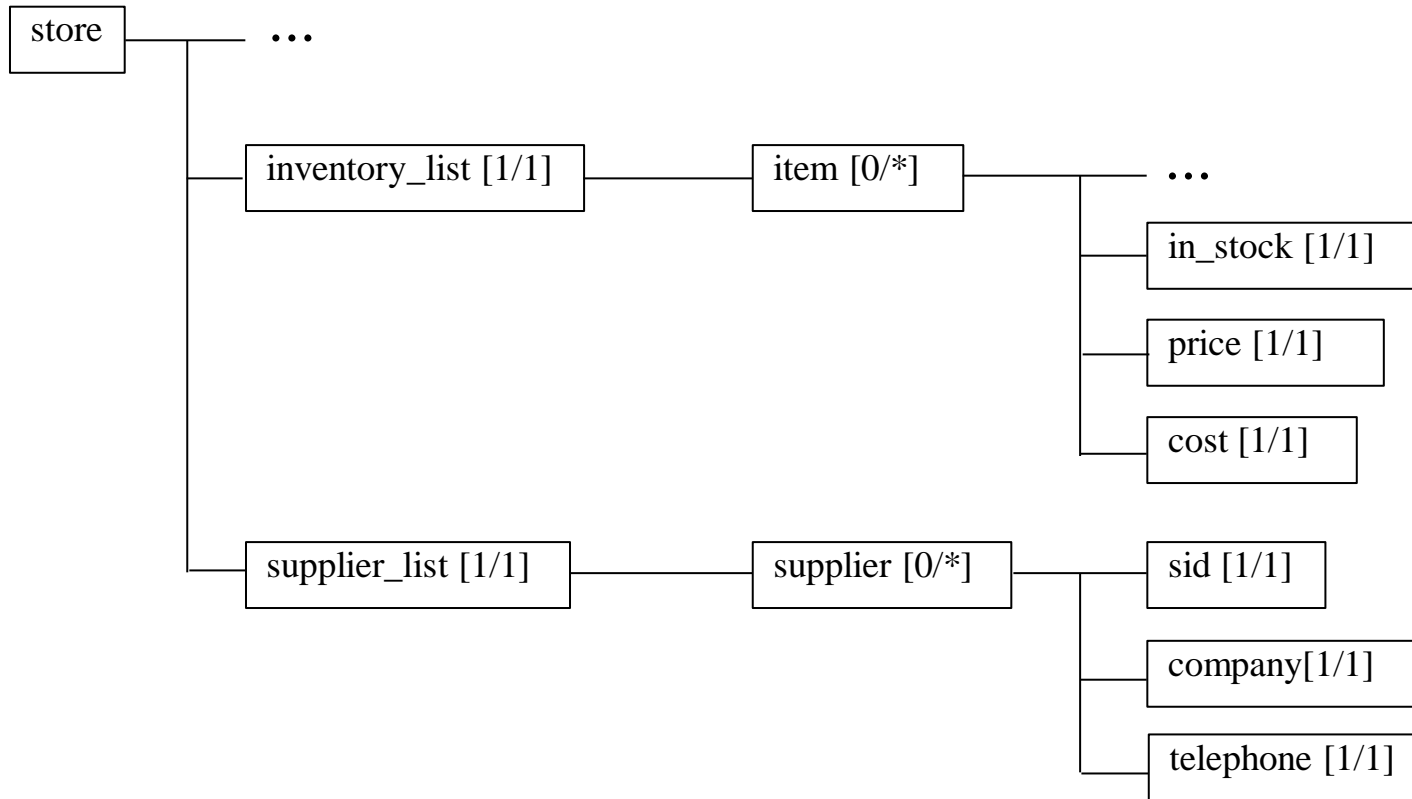 store
...
inventory_list [1/1]
item [0/*]
...
in_stock [1/1]
price [1/1]
cost [1/1]
supplier_list [1/1]
supplier [0/*]
sid [1/1]
company[1/1]
telephone [1/1]